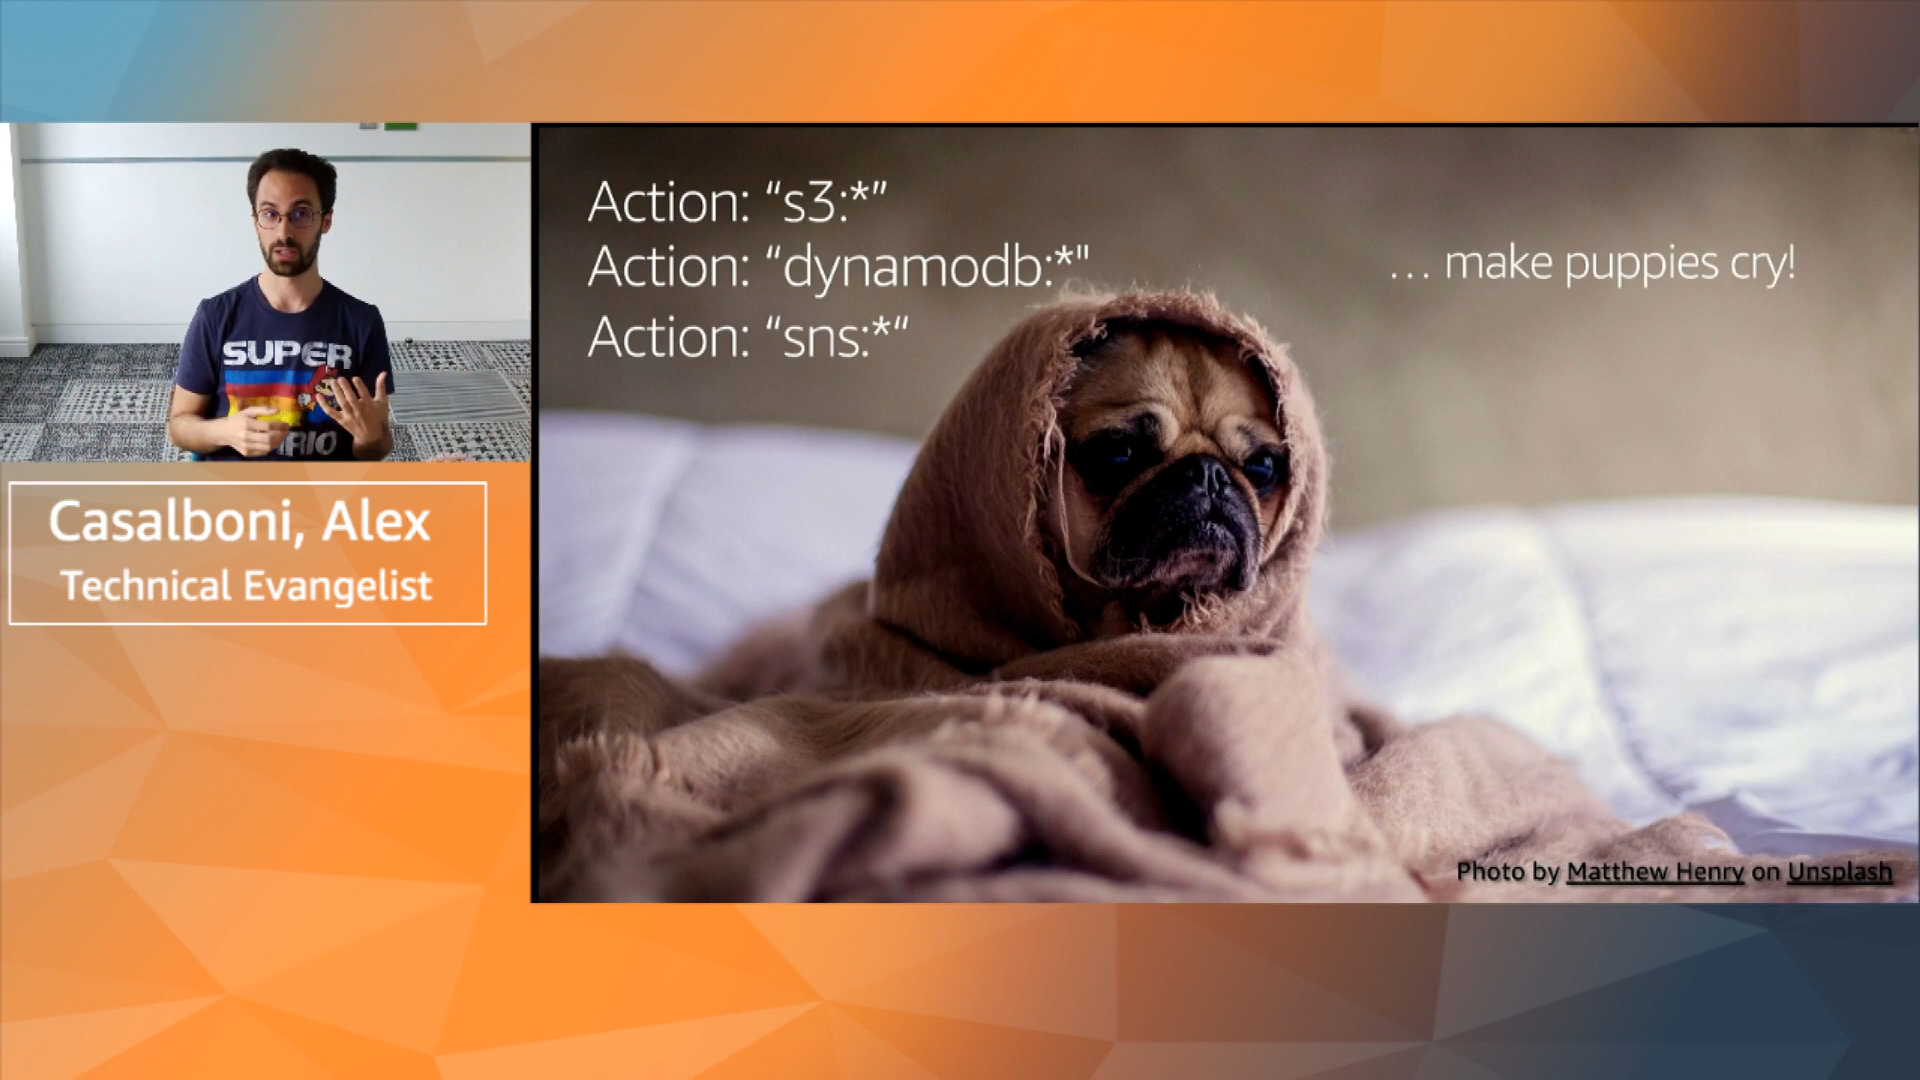 SUPER
MARIO
Casalboni, Alex
Technical Evangelist
Action: “s3:*”
Action: “dynamodb:*"
Action: “sns:*“
... make puppies cry!
Photo by Matthew Henry on Unsplash